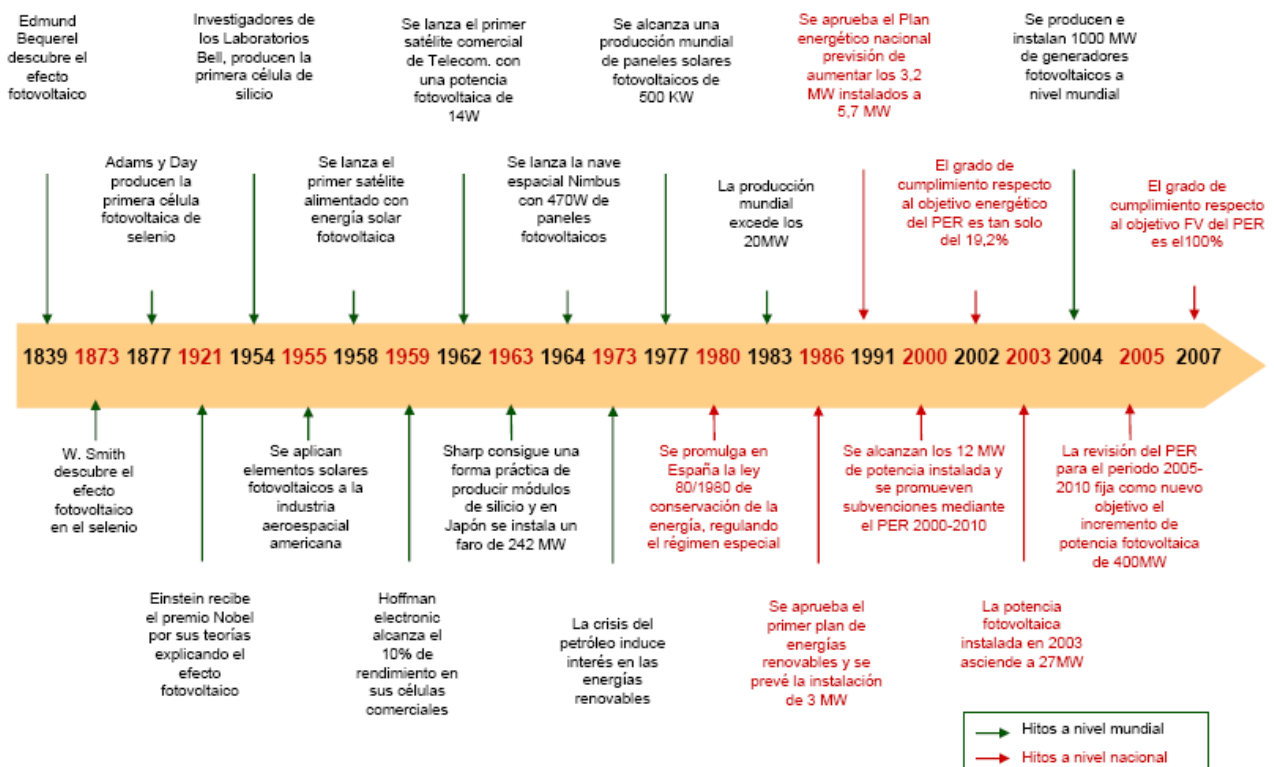 Edmund
Bequerel
descubre el
efecto
fotovoltaico
Investigadores de
los Laboratorios
Bell, producen la
primera célula de
silicio
Se lanza el primer
satélite comercial
de Telecom. con
una potencia
fotovoltaica de
14W
Se alcanza una
producción mundial
de paneles solares
fotovoltaicos de
500 KW
Se aprueba el Plan
energético nacional
previsión de
aumentar los 3,2
MW instalados a
5,7 MW
Se producen e
instalan 1000 MW
de generadores
fotovoltaicos a
nivel mundial
Adams y Day
producen la
primera célula
fotovoltaica de
selenio
Se lanza el
primer satélite
alimentado con
energía solar
fotovoltaica
Se lanza la nave
espacial Nimbus
con 470W de
paneles
fotovoltaicos
La producción
mundial
excede los
20MW
El grado de
cumplimiento respecto
al objetivo energético
del PER es tan solo
del 19,2%
El grado de
cumplimiento respecto
al objetivo FV del PER
es el100%
1839 1873 1877 1921 1954 1955 1958 1959 1962 1963 1964 1973 1977 1980 1983 1986 1991 2000 2002 2003 2004 2005 2007
W. Smith
descubre el
efecto
fotovoltaico
en el selenio
Se aplican
elementos solares
fotovoltaicos a la
industria
aeroespacial
americana
Sharp consigue una
forma práctica de
producir módulos
de silicio y en
Japón se instala un
faro de 242 MW
Se promulga en
España la ley
80/1980 de
conservación de la
energía, regulando
el régimen especial
Se alcanzan los 12 MW
de potencia instalada y
se promueven
subvenciones mediante
el PER 2000-2010
La revisión del PER
para el periodo 2005-
2010 fija como nuevo
objetivo el
incremento de
potencia fotovoltaica
de 400MW
Einstein recibe
el premio Nobel
por sus teorías
explicando el
efecto
fotovoltaico
Hoffman
electronic
alcanza el
10% de
rendimiento en
sus células
comerciales
La crisis del
petróleo induce
interés en las
energías
renovables
Se aprueba el
primer plan de
energías
renovables y se
prevé la instalación
de 3 MW
La potencia
fotovoltaica
instalada en 2003
asciende a 27MW
Hitos a nivel mundial
Hitos a nivel nacional